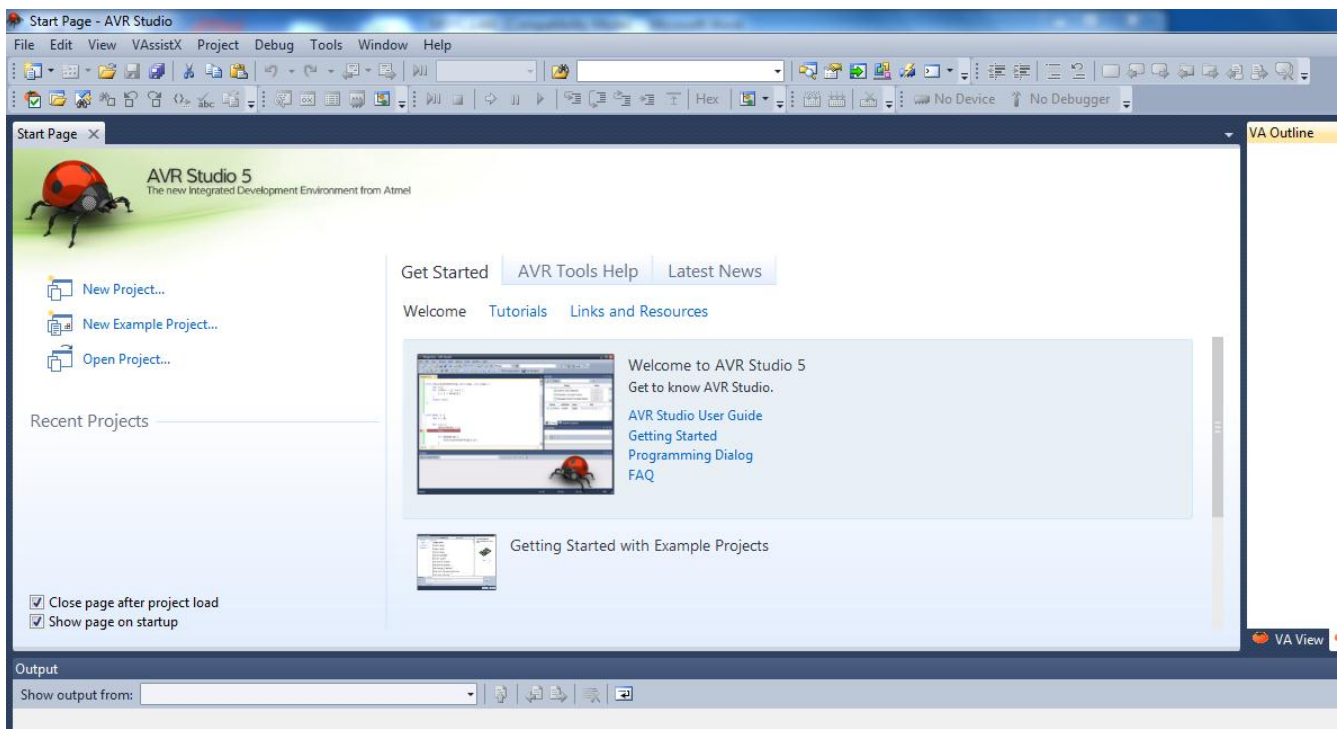 Start Page - AVR Studio
File Edit View VAssistX Project Debug Tools Window Help
Hex No Device No Debugger
Start Page
VA Outline
AVR Studio 5
The new Integrated Development Environment from Atmel
New Project...
New Example Project...
Open Project...
Recent Projects
Close page after project load
Show page on startup
Get Started AVR Tools Help Latest News
Welcome Tutorials Links and Resources
Welcome to AVR Studio 5
Get to know AVR Studio.
AVR Studio User Guide
Getting Started
Programming Dialog
FAQ
Getting Started with Example Projects
VA View
Output
Show output from: